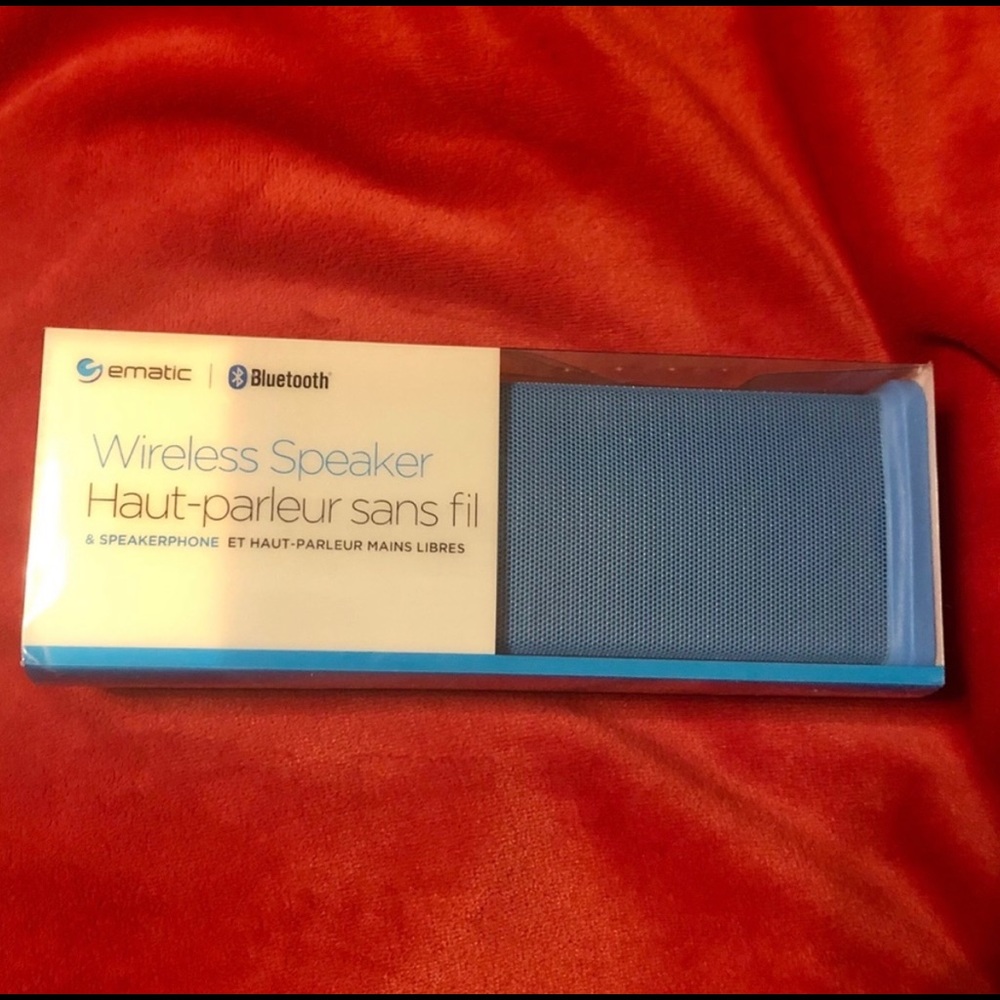 ematic | Bluetooth
Wireless Speaker
Haut-parleur sans fil
& SPEAKERPHONE ET HAUT-PARLEUR MAINS LIBRES